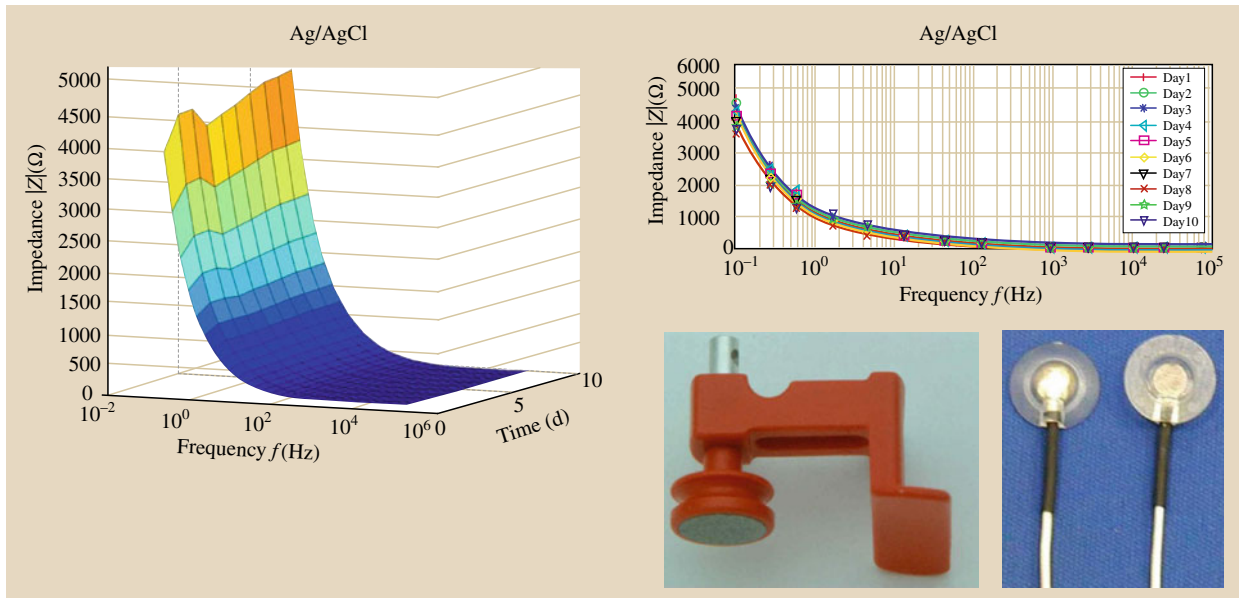 Ag/AgCl
Impedance |Z|(Ω)
5000
4500
4000
3500
3000
2500
2000
1500
1000
500
0
10⁻²
10⁰
10²
10⁴
10⁶
0
5
10
Frequency f(Hz)
Time (d)
Ag/AgCl
Impedance |Z|(Ω)
6000
5000
4000
3000
2000
1000
0
10⁻¹
10⁰
10¹
10²
10³
10⁴
10⁵
Frequency f(Hz)
Day1
Day2
Day3
Day4
Day5
Day6
Day7
Day8
Day9
Day10